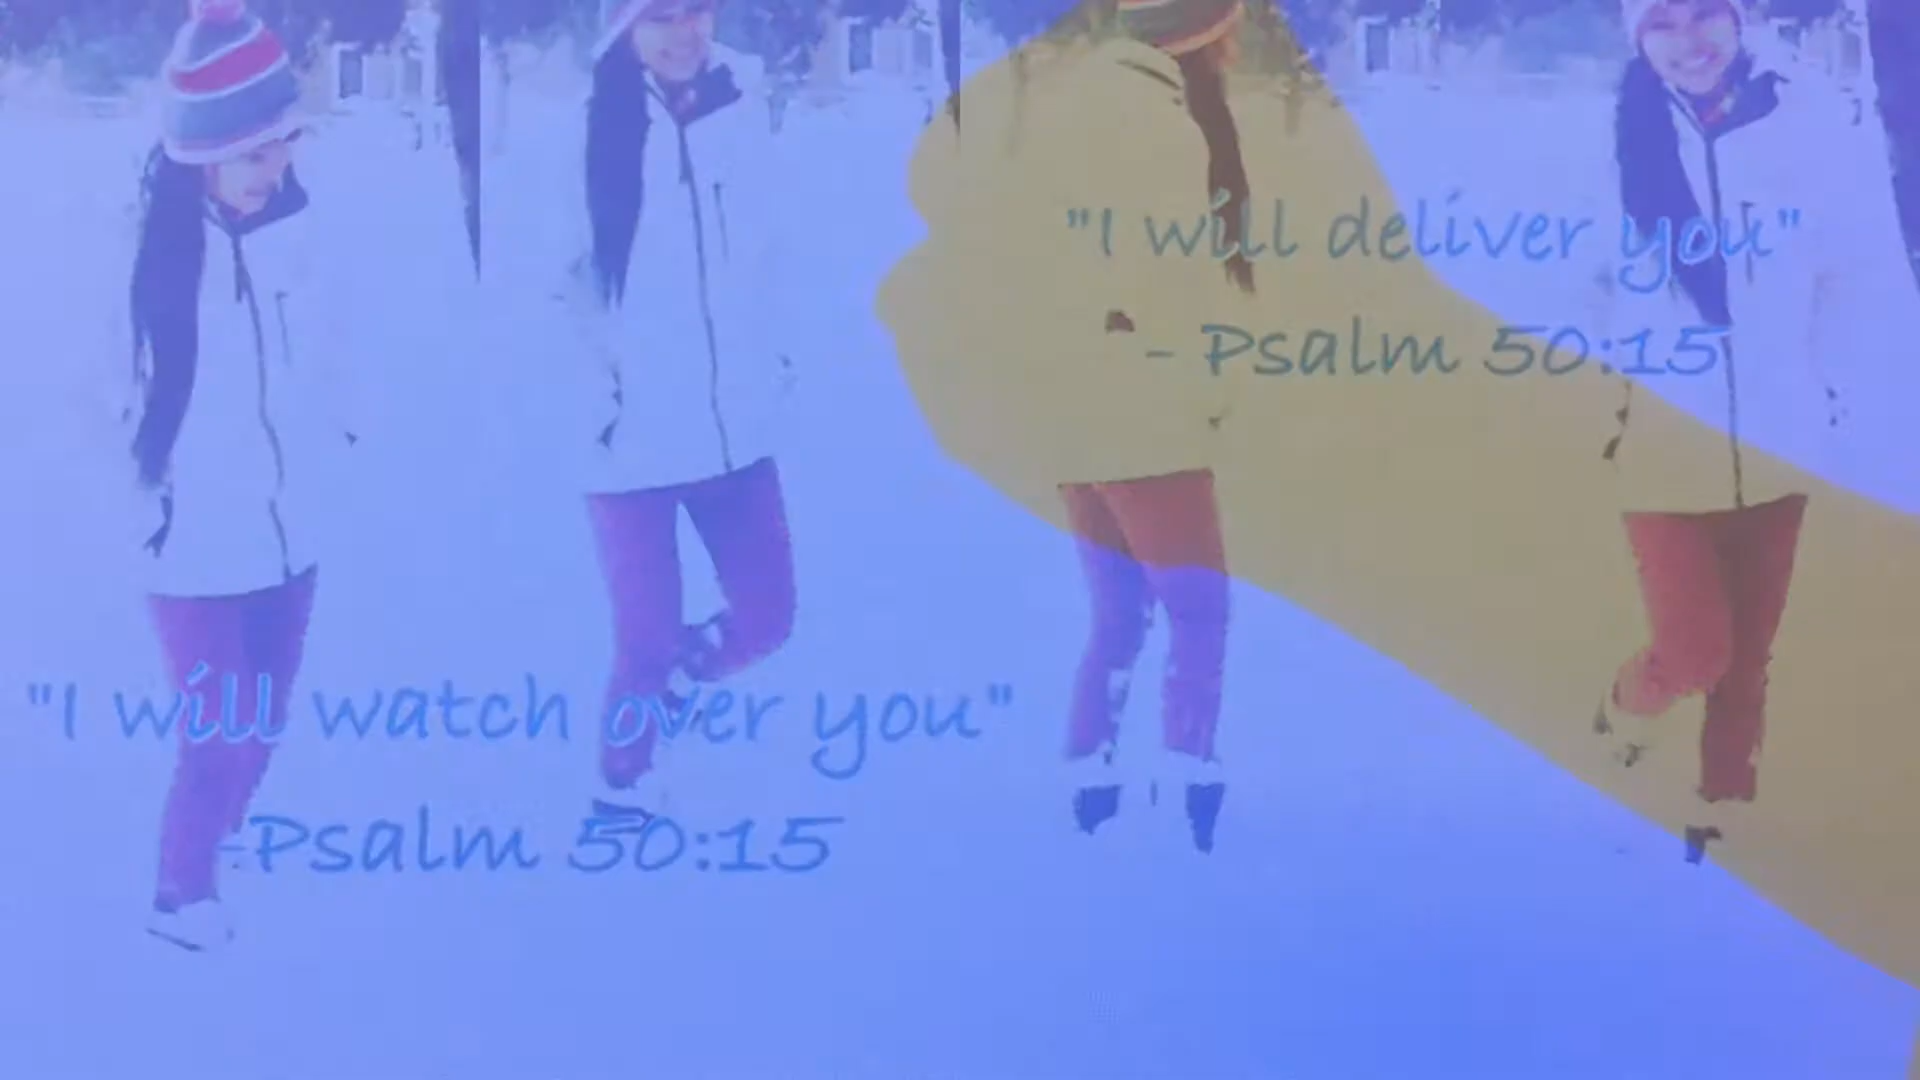 "I will deliver you"
- Psalm 50:15
"I will watch over you"
-Psalm 50:15